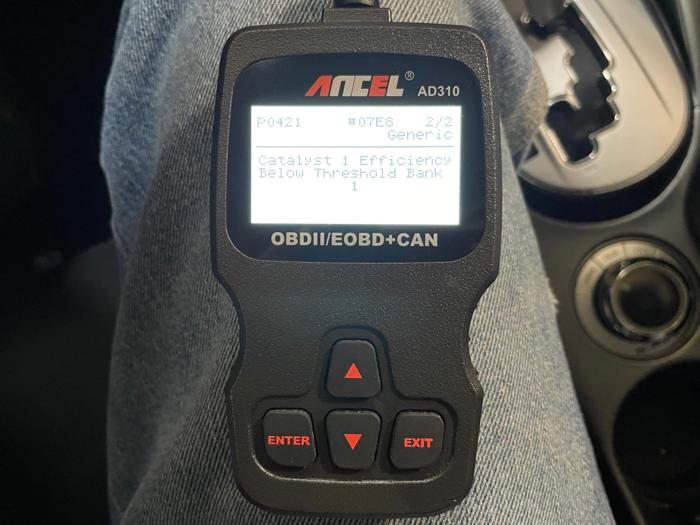 ANCEL® AD310
P0421 #07E8 2/2
Generic
Catalyst 1 Efficiency
Below Threshold Bank
1
OBDII/EOBD+CAN
▲
ENTER ▼ EXIT